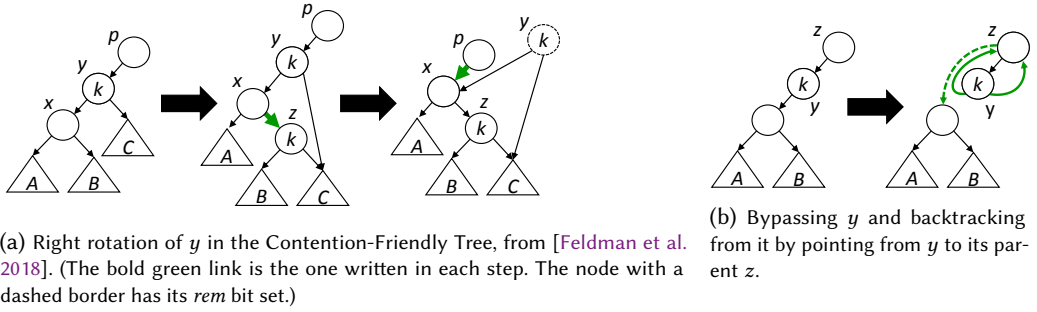 p
y
k
x
C
A
B
p
y
k
x
z
k
A
B
C
y
k
p
x
z
k
A
B
C
z
k
y
A
B
z
k
y
A
B
(a) Right rotation of y in the Contention-Friendly Tree, from [Feldman et al.
2018]. (The bold green link is the one written in each step. The node with a
dashed border has its rem bit set.)
(b) Bypassing y and backtracking
from it by pointing from y to its par-
ent z.